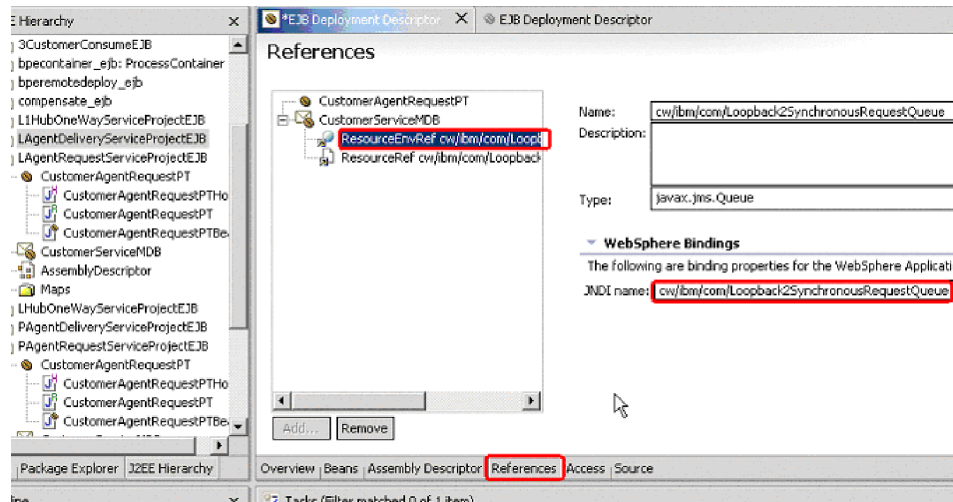 E Hierarchy
3CustomerConsumeEJB
bpecontainer_ejb: ProcessContainer
bperemotedeploy_ejb
compensate_ejb
L1HubOneWayServiceProjectEJB
LAgentDeliveryServiceProjectEJB
LAgentRequestServiceProjectEJB
CustomerAgentRequestPT
CustomerAgentRequestPTHo
CustomerAgentRequestPT
CustomerAgentRequestPTBe
CustomerServiceMDB
AssemblyDescriptor
Maps
LHubOneWayServiceProjectEJB
PAgentDeliveryServiceProjectEJB
PAgentRequestServiceProjectEJB
CustomerAgentRequestPT
CustomerAgentRequestPTHo
CustomerAgentRequestPT
CustomerAgentRequestPTBe
Package Explorer
J2EE Hierarchy
*EJB Deployment Descriptor
EJB Deployment Descriptor
References
CustomerAgentRequestPT
CustomerServiceMDB
ResourceEnvRef cw/ibm/com/Loopb
ResourceRef cw/ibm/com/Loopback
Add...
Remove
Name: cw/ibm/com/Loopback2SynchronousRequestQueue
Description:
Type: javax.jms.Queue
WebSphere Bindings
The following are binding properties for the WebSphere Applicati
JNDI name: cw/ibm/com/Loopback2SynchronousRequestQueue
Overview Beans Assembly Descriptor References Access Source
Tasks (Filter matched 0 of 1 item)